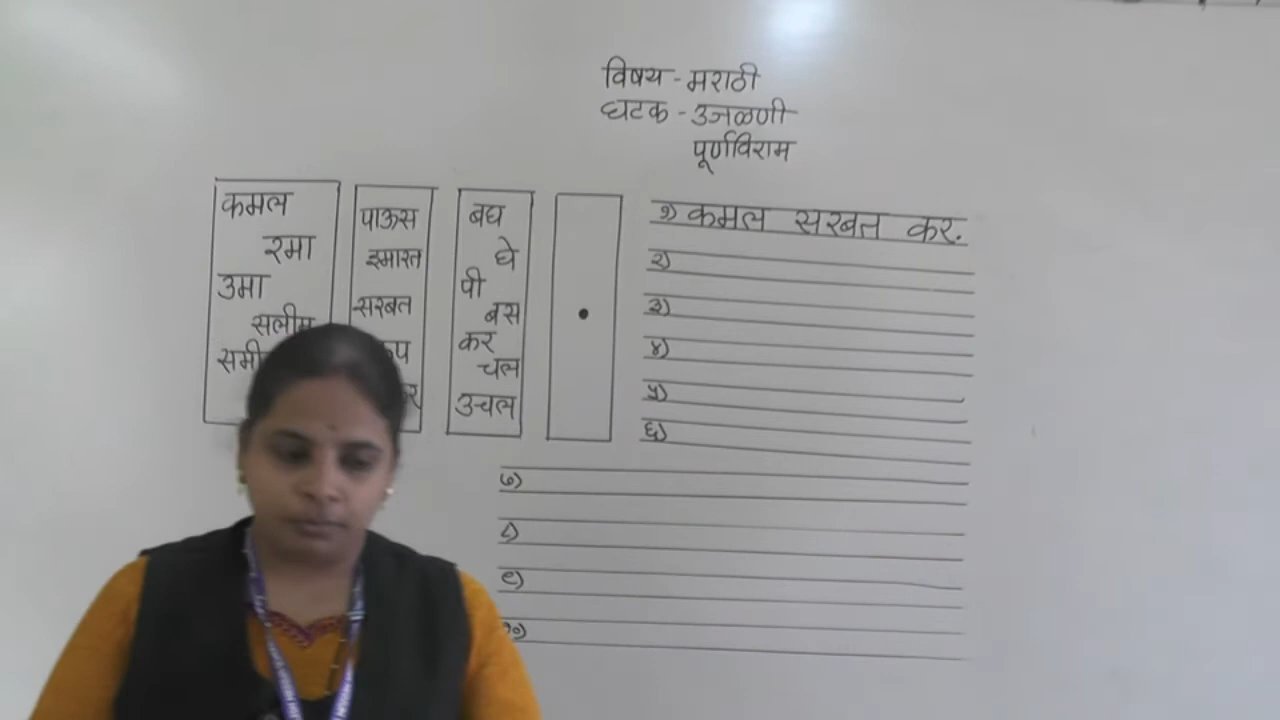 विषय - मराठी
घटक - उजळणी
पूर्णविराम
कमल
रमा
उमा
सलीम
पाऊस
इमारत
सरबत
बघ
घे
पी
बस
कर
चल
उचल
.
१) कमल सरबत कर.
२)
३)
४)
५)
६)
७)
८)
९)
१०)